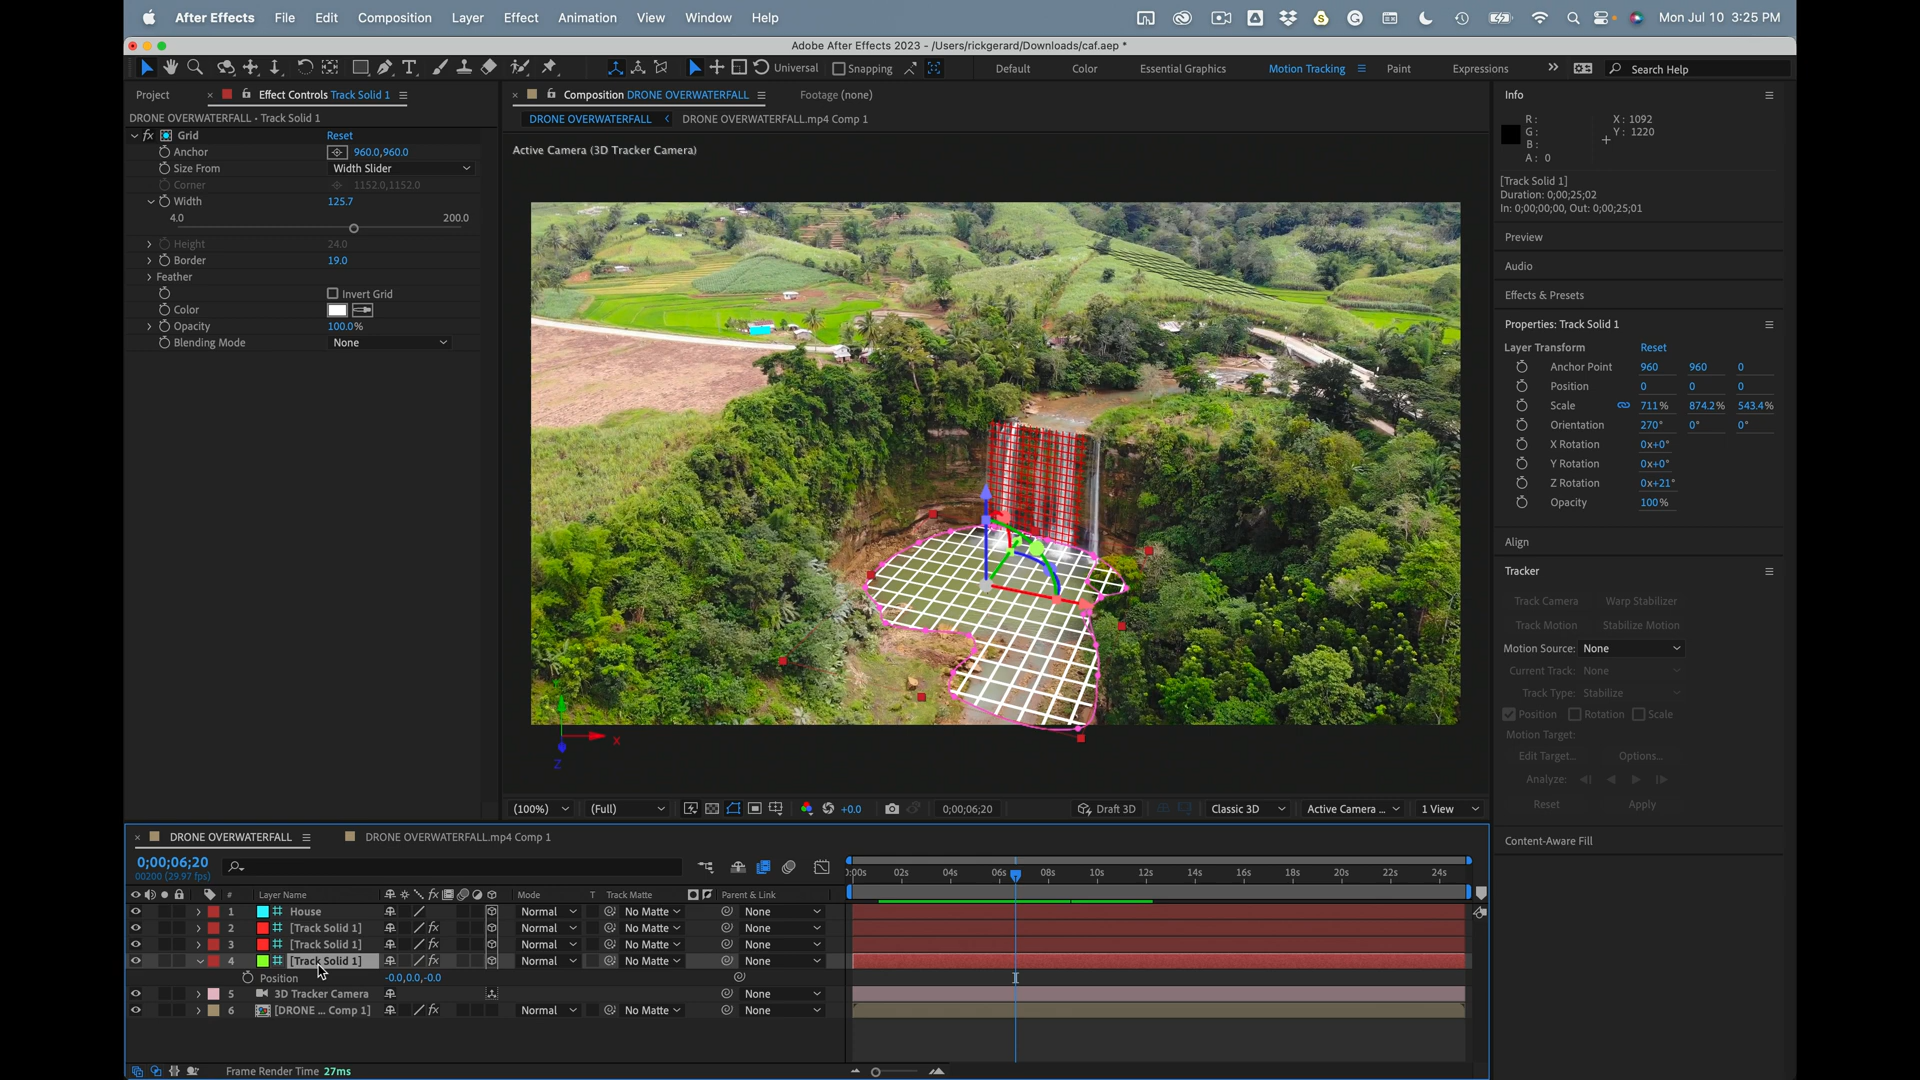 After Effects File Edit Composition Layer Effect Animation View Window Help Mon Jul 10 3:25 PM
Adobe After Effects 2023 - /Users/rickgerard/Downloads/caf.aep *
Universal Snapping Default Color Essential Graphics Motion Tracking Paint Expressions Search Help
Project Effect Controls Track Solid 1
DRONE OVERWATERFALL • Track Solid 1
fx Grid Reset
Anchor 960.0,960.0
Size From Width Slider
Corner 1152.0,1152.0
Width 125.7
4.0 200.0
Height 24.0
Border 19.0
Feather
Invert Grid
Color
Opacity 100.0%
Blending Mode None
Composition DRONE OVERWATERFALL Footage (none)
DRONE OVERWATERFALL DRONE OVERWATERFALL.mp4 Comp 1
Active Camera (3D Tracker Camera)
X
Z
(100%) (Full) +0.0 0;00;06;20 Draft 3D Classic 3D Active Camera ... 1 View
Info
R : X : 1092
G : Y : 1220
B :
A : 0
[Track Solid 1]
Duration: 0;00;25;02
In: 0;00;00;00, Out: 0;00;25;01
Preview
Audio
Effects & Presets
Properties: Track Solid 1
Layer Transform Reset
Anchor Point 960 960 0
Position 0 0 0
Scale 711% 874.2% 543.4%
Orientation 270° 0° 0°
X Rotation 0x+0°
Y Rotation 0x+0°
Z Rotation 0x+21°
Opacity 100%
Align
Tracker
Track Camera Warp Stabilizer
Track Motion Stabilize Motion
Motion Source: None
Current Track: None
Track Type: Stabilize
Position Rotation Scale
Motion Target:
Edit Target... Options...
Analyze:
Reset Apply
Content-Aware Fill
DRONE OVERWATERFALL DRONE OVERWATERFALL.mp4 Comp 1
0;00;06;20
00200 (29.97 fps)
):00s 02s 04s 06s 08s 10s 12s 14s 16s 18s 20s 22s 24s
# Layer Name fx Mode T Track Matte Parent & Link
1 House Normal No Matte None
2 [Track Solid 1] fx Normal No Matte None
3 [Track Solid 1] fx Normal No Matte None
4 [Track Solid 1] fx Normal No Matte None
Position -0.0,0.0,-0.0
5 3D Tracker Camera None
6 [DRONE ... Comp 1] fx Normal No Matte None
Frame Render Time 27ms